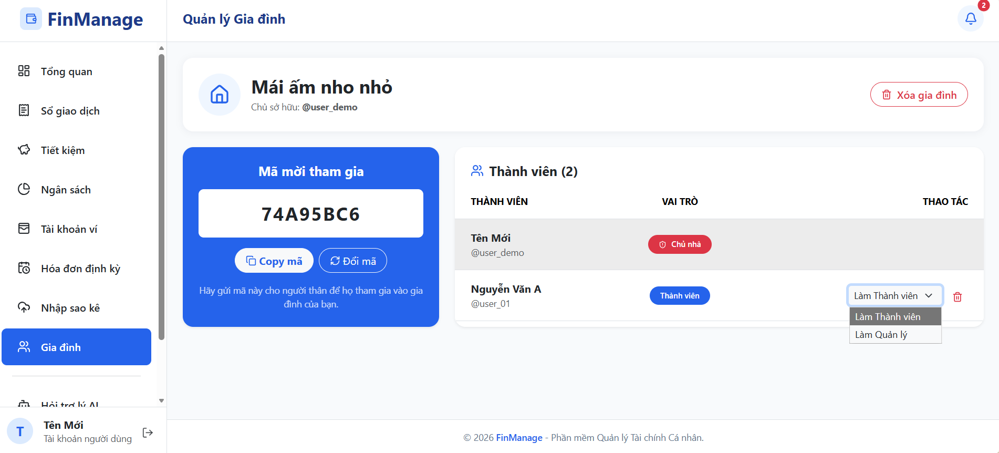 FinManage
Quản lý Gia đình
2
Tổng quan
Sổ giao dịch
Tiết kiệm
Ngân sách
Tài khoản ví
Hóa đơn định kỳ
Nhập sao kê
Gia đình
Hỏi trợ lý AI
T
Tên Mới
Tài khoản người dùng
Mái ấm nho nhỏ
Chủ sở hữu: @user_demo
Xóa gia đình
Mã mời tham gia
74A95BC6
Copy mã
Đổi mã
Hãy gửi mã này cho người thân để họ tham gia vào gia
đình của bạn.
Thành viên (2)
THÀNH VIÊN VAI TRÒ THAO TÁC
Tên Mới
@user_demo
Chủ nhà
Nguyễn Văn A
@user_01
Thành viên
Làm Thành viên
Làm Thành viên
Làm Quản lý
© 2026 FinManage - Phần mềm Quản lý Tài chính Cá nhân.